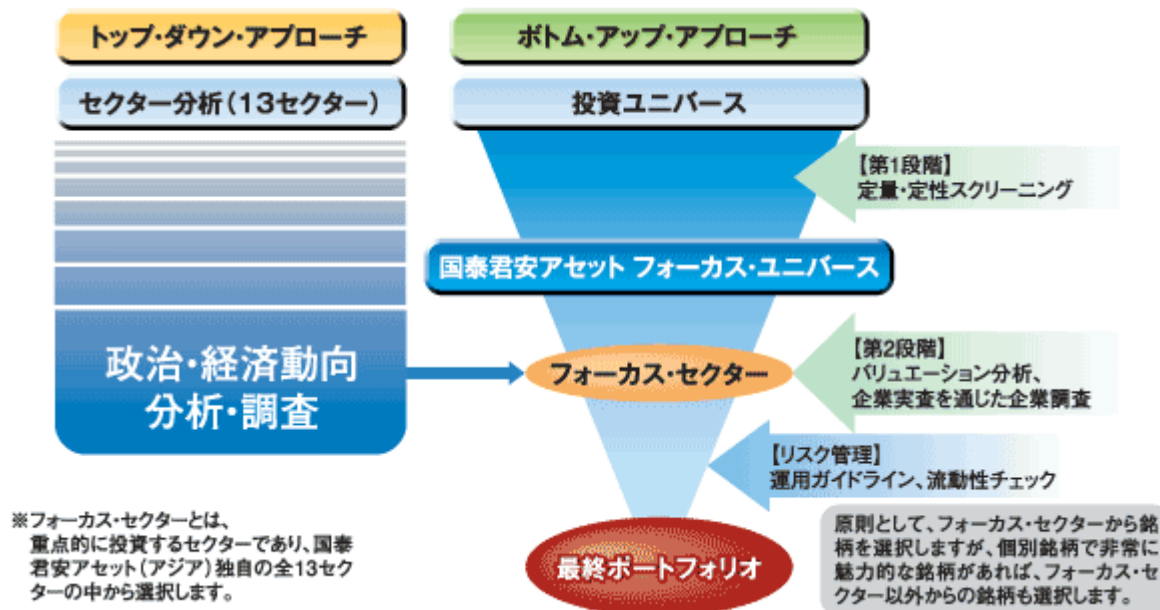 トップ・ダウン・アプローチ
セクター分析(13セクター)
政治・経済動向
分析・調査
ボトム・アップ・アプローチ
投資ユニバース
【第1段階】
定量・定性スクリーニング
国泰君安アセット フォーカス・ユニバース
フォーカス・セクター
【第2段階】
バリュエーション分析、
企業実査を通じた企業調査
【リスク管理】
運用ガイドライン、流動性チェック
最終ポートフォリオ
※フォーカス・セクターとは、
重点的に投資するセクターであり、国泰
君安アセット(アジア)独自の全13セク
ターの中から選択します。
原則として、フォーカス・セクターから銘
柄を選択しますが、個別銘柄で非常に
魅力的な銘柄があれば、フォーカス・セ
クター以外からの銘柄も選択します。